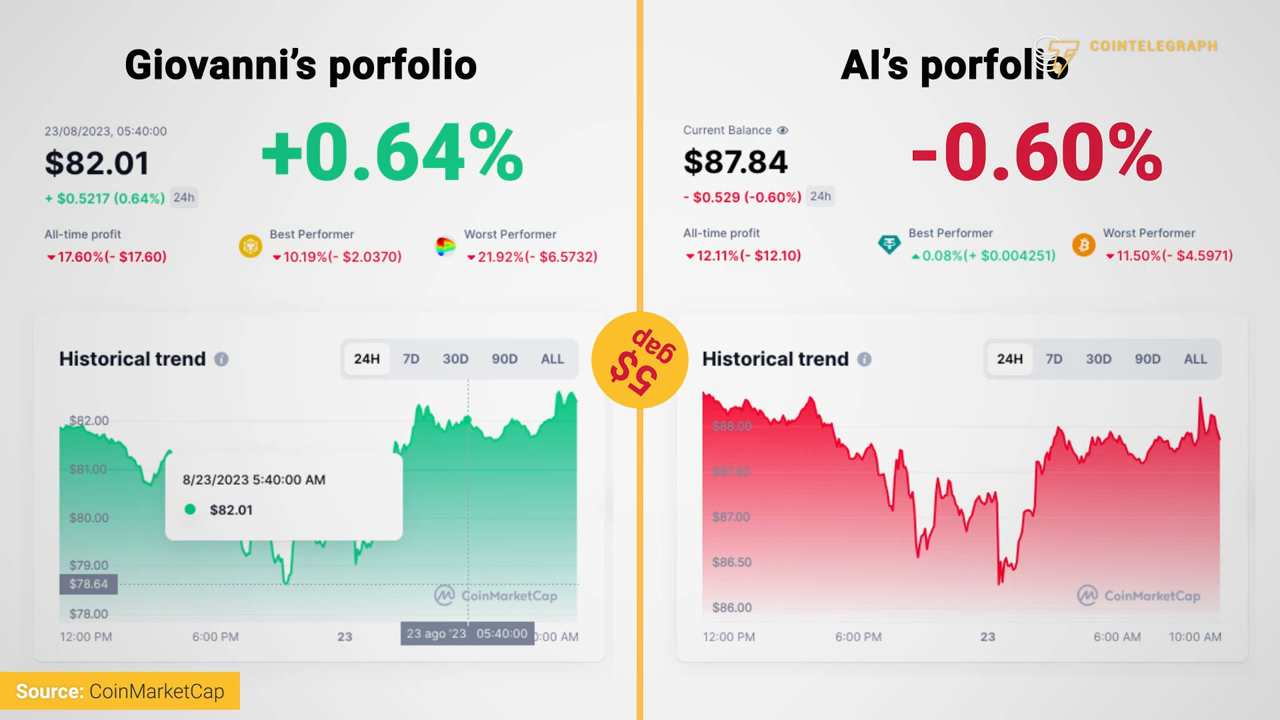 Giovanni's porfolio
23/08/2023, 05:40:00
$82.01
+0.64%
+ $0.5217 (0.64%) 24h
All-time profit
17.60%(- $17.60)
Best Performer
10.19%(- $2.0370)
Worst Performer
21.92%(- $6.5732)
Historical trend
24H 7D 30D 90D ALL
$82.00
$81.00
$80.00
$79.00
$78.64
$78.00
8/23/2023 5:40:00 AM
$82.01
CoinMarketCap
12:00 PM 6:00 PM 23 23 ago '23 05:40:00 0:00 AM
5$
gap
AI's porfolio
COINTELEGRAPH
Current Balance
$87.84
-0.60%
- $0.529 (-0.60%) 24h
All-time profit
12.11%(- $12.10)
Best Performer
0.08%(+ $0.004251)
Worst Performer
11.50%(- $4.5971)
Historical trend
24H 7D 30D 90D ALL
$88.00
$87.50
$87.00
$86.50
$86.00
CoinMarketCap
12:00 PM 6:00 PM 23 6:00 AM 10:00 AM
Source: CoinMarketCap